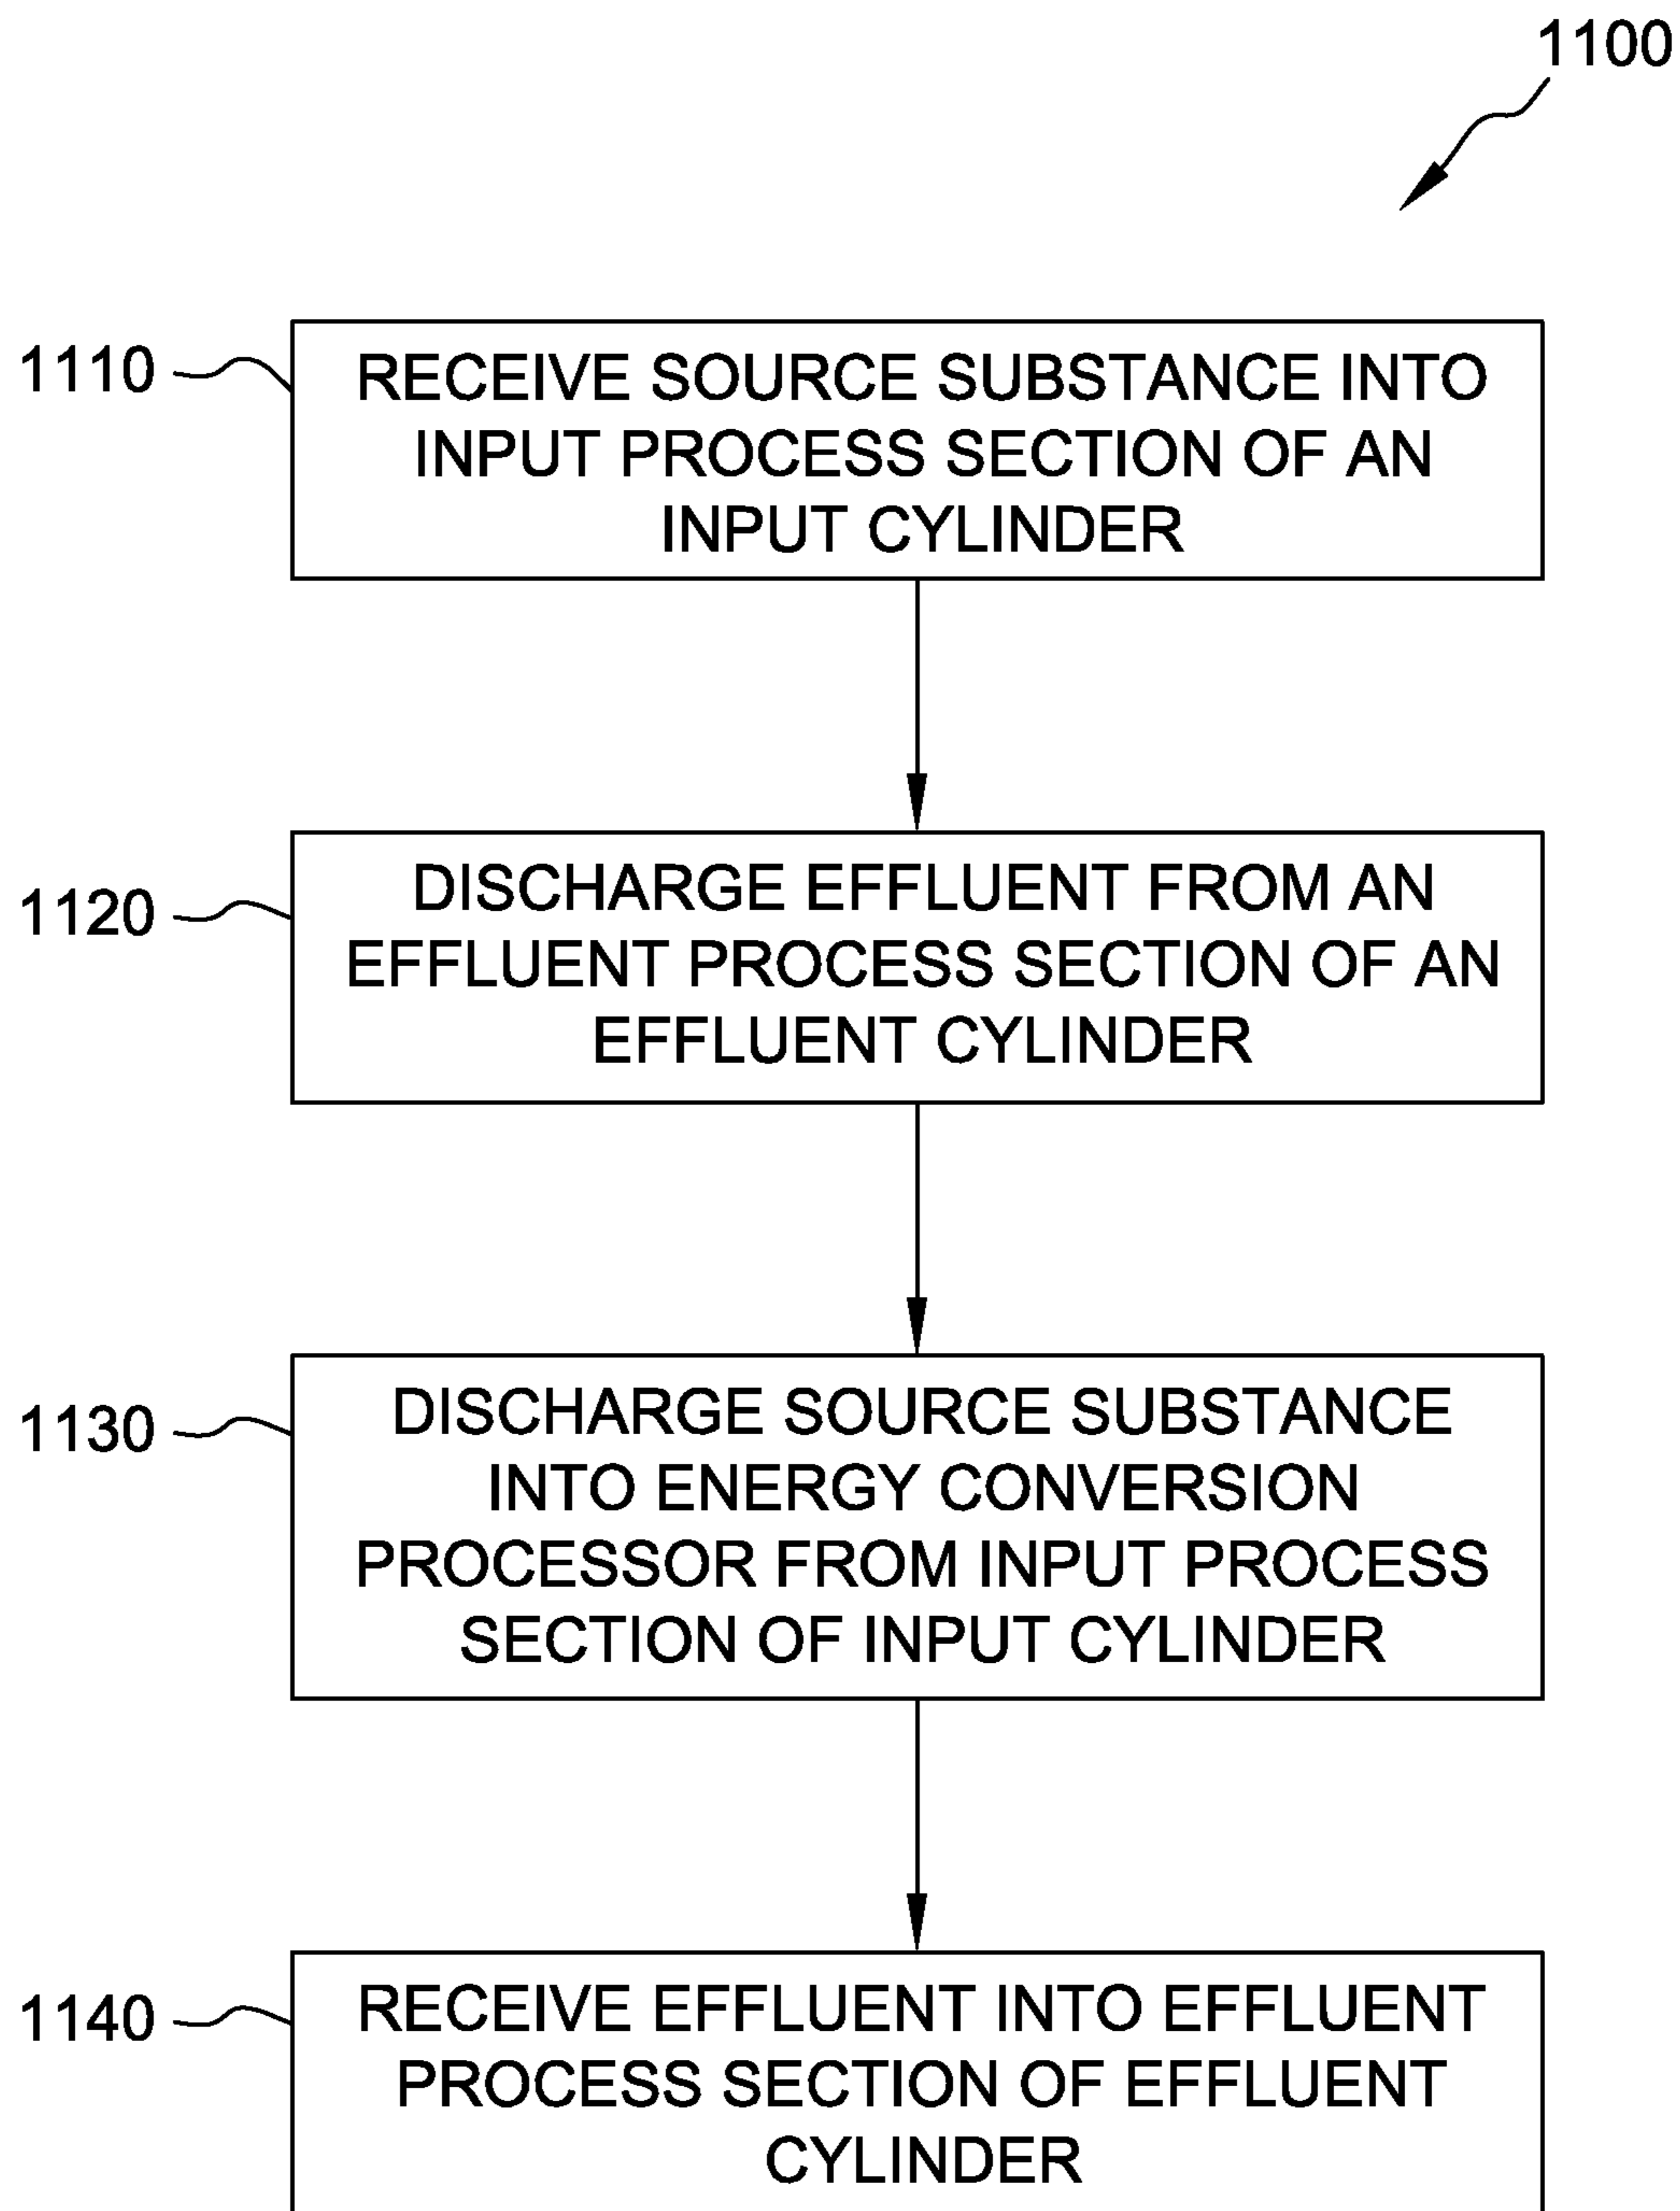 1100
1110
RECEIVE SOURCE SUBSTANCE INTO
INPUT PROCESS SECTION OF AN
INPUT CYLINDER
1120
DISCHARGE EFFLUENT FROM AN
EFFLUENT PROCESS SECTION OF AN
EFFLUENT CYLINDER
1130
DISCHARGE SOURCE SUBSTANCE
INTO ENERGY CONVERSION
PROCESSOR FROM INPUT PROCESS
SECTION OF INPUT CYLINDER
1140
RECEIVE EFFLUENT INTO EFFLUENT
PROCESS SECTION OF EFFLUENT
CYLINDER